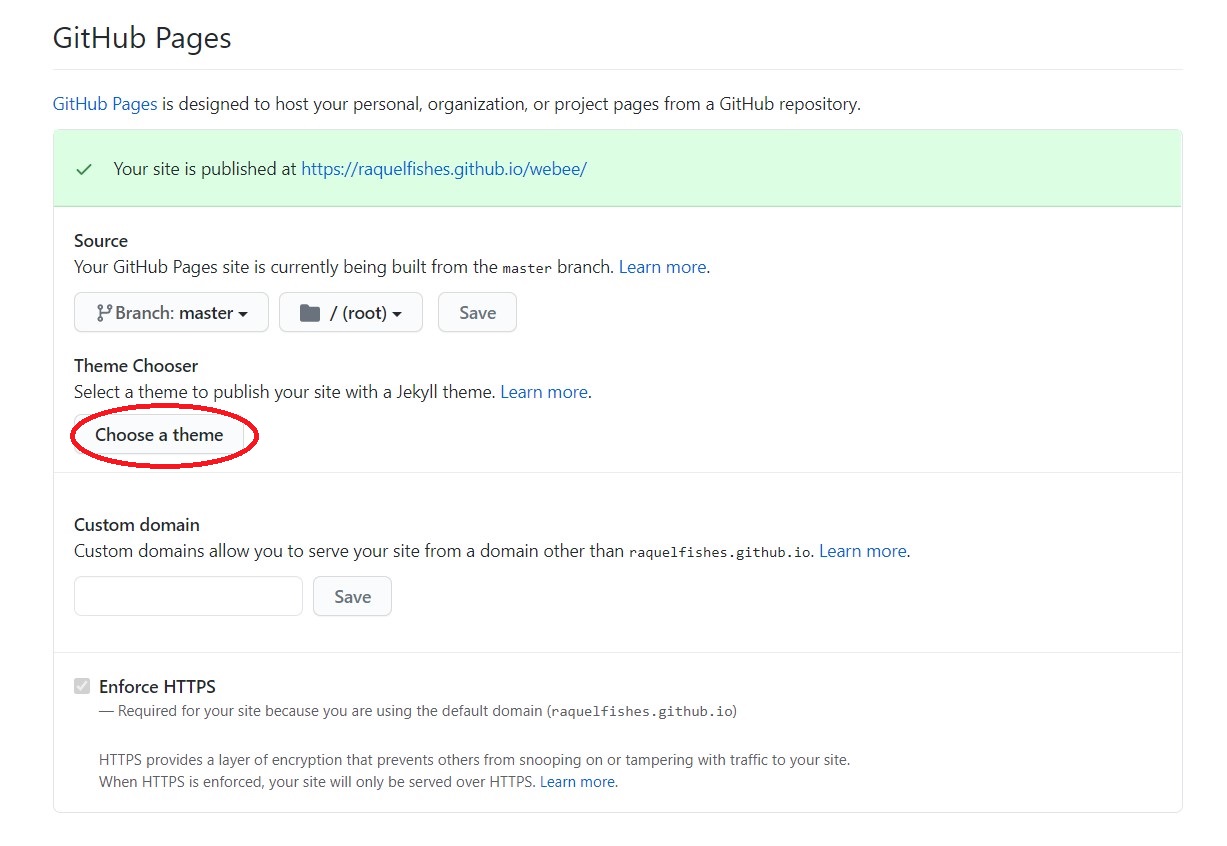 GitHub Pages
GitHub Pages is designed to host your personal, organization, or project pages from a GitHub repository.
Your site is published at https://raquelfishes.github.io/webee/
Source
Your GitHub Pages site is currently being built from the master branch. Learn more.
Branch: master / (root) Save
Theme Chooser
Select a theme to publish your site with a Jekyll theme. Learn more.
Choose a theme
Custom domain
Custom domains allow you to serve your site from a domain other than raquelfishes.github.io. Learn more.
Save
Enforce HTTPS
— Required for your site because you are using the default domain (raquelfishes.github.io)
HTTPS provides a layer of encryption that prevents others from snooping on or tampering with traffic to your site.
When HTTPS is enforced, your site will only be served over HTTPS. Learn more.